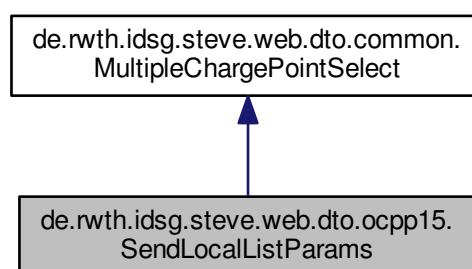 de.rwth.idsg.steve.web.dto.common.
MultipleChargePointSelect
de.rwth.idsg.steve.web.dto.ocpp15.
SendLocalListParams